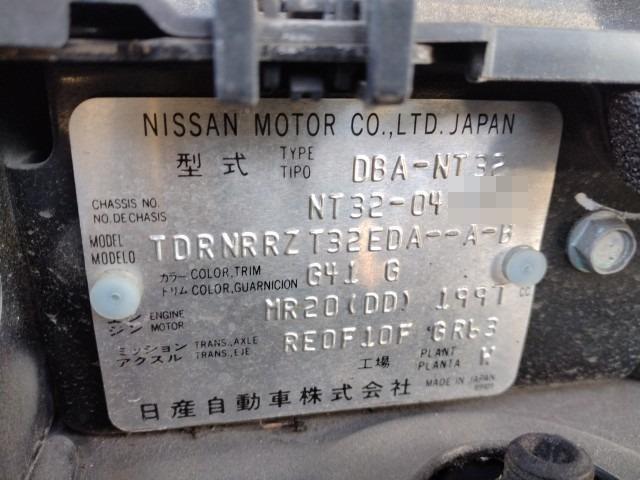 NISSAN MOTOR CO.,LTD. JAPAN
型式 TYPE TIPO DBA-NT32
CHASSIS NO. NO. DE CHASIS NT32-04
MODEL MODELO TDRNRRZ T32EDA--A-B
カラー COLOR,TRIM トリム COLOR,GUARNICION G41 G
エンジン ENGINE MOTOR MR20(DD) 1997 CC
ミッション TRANS.,AXLE アクスル TRANS.,EJE RE0F10F GR63
工場 PLANT PLANTA W
日産自動車株式会社 MADE IN JAPAN